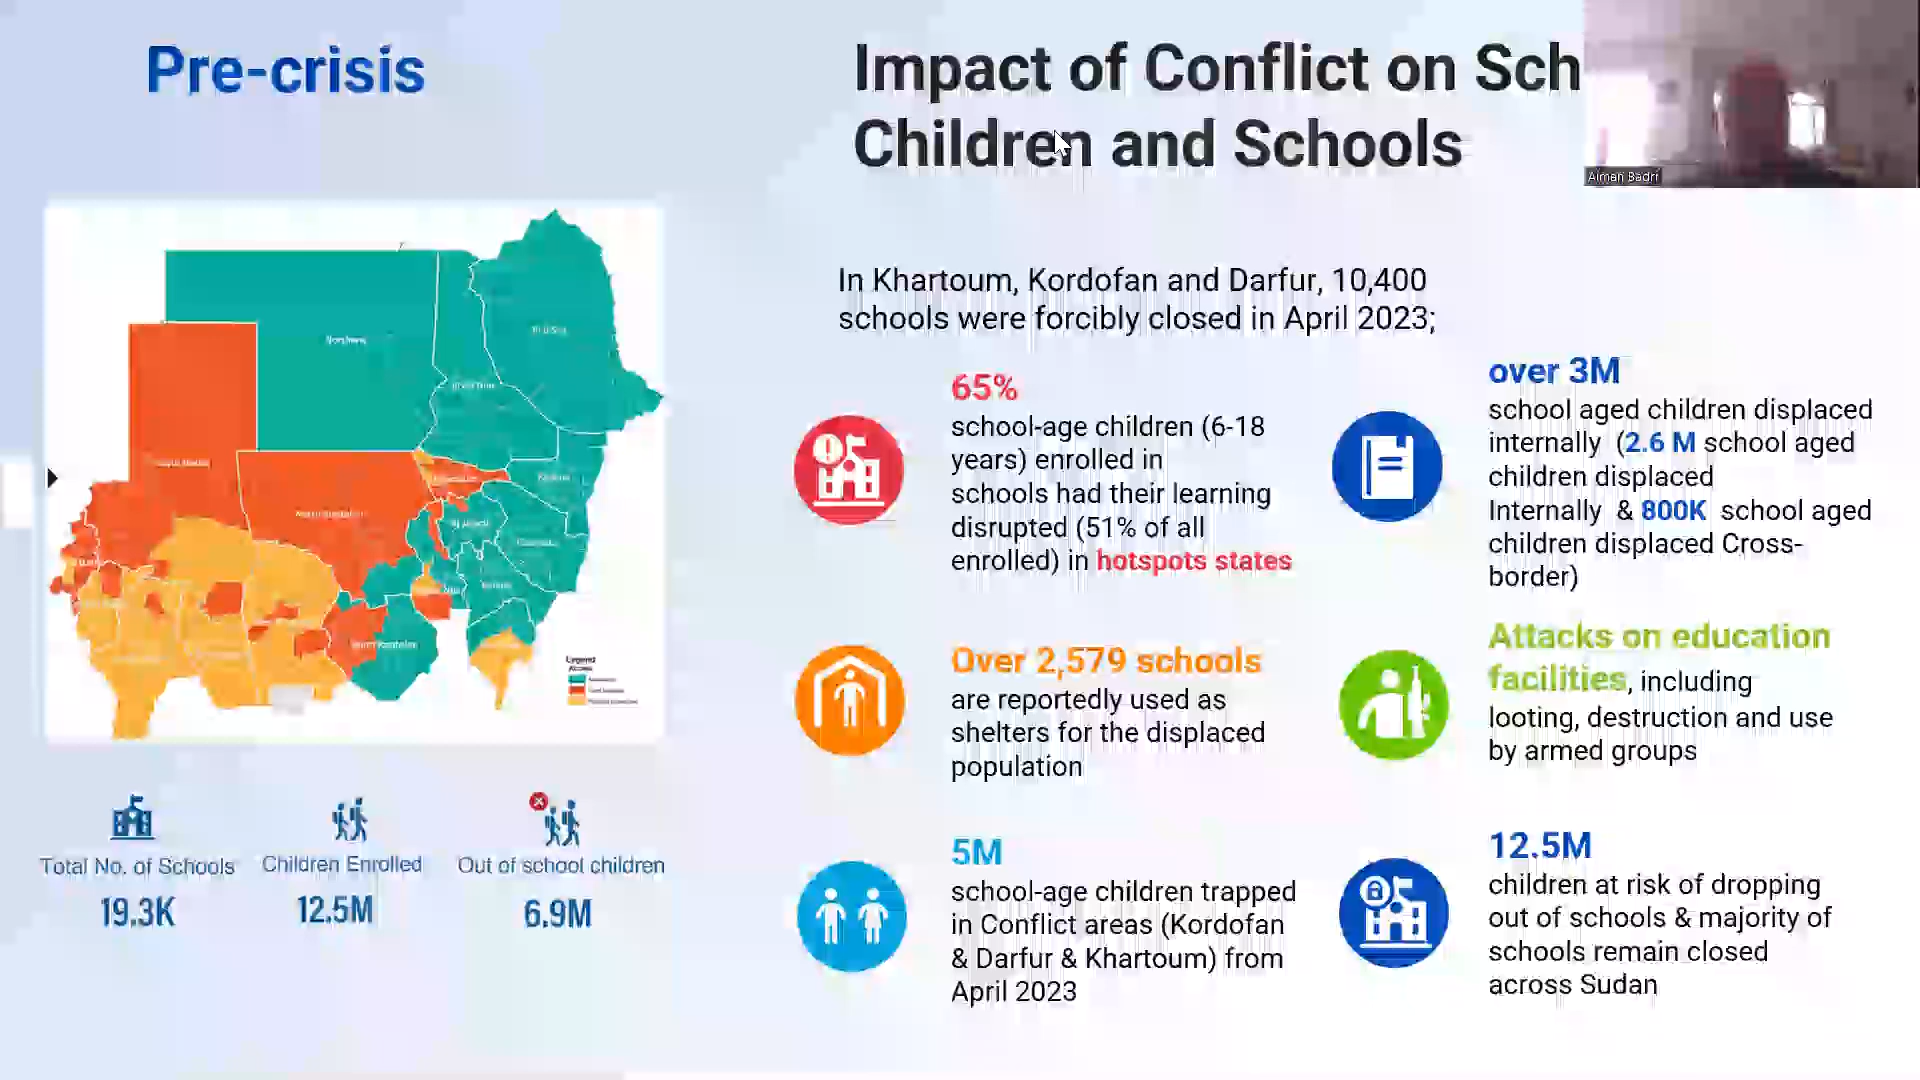 Pre-crisis
Impact of Conflict on Sch
Children and Schools
Aiman Badri
In Khartoum, Kordofan and Darfur, 10,400
schools were forcibly closed in April 2023;
65%
school-age children (6-18
years) enrolled in
schools had their learning
disrupted (51% of all
enrolled) in hotspots states
over 3M
school aged children displaced
internally (2.6 M school aged
children displaced
Internally & 800K school aged
children displaced Cross-
border)
Over 2,579 schools
are reportedly used as
shelters for the displaced
population
Attacks on education
facilities, including
looting, destruction and use
by armed groups
5M
school-age children trapped
in Conflict areas (Kordofan
& Darfur & Khartoum) from
April 2023
12.5M
children at risk of dropping
out of schools & majority of
schools remain closed
across Sudan
Northern
Legend
Total No. of Schools
19.3K
Children Enrolled
12.5M
Out of school children
6.9M